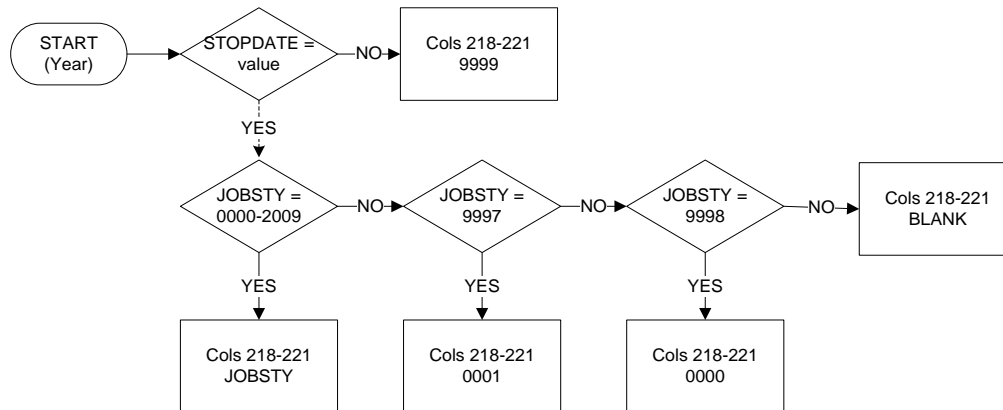 START
(Year)
STOPDATE =
value
NO
Cols 218-221
9999
YES
JOBSTY =
0000-2009
NO
JOBSTY =
9997
NO
JOBSTY =
9998
NO
Cols 218-221
BLANK
YES
YES
YES
Cols 218-221
JOBSTY
Cols 218-221
0001
Cols 218-221
0000